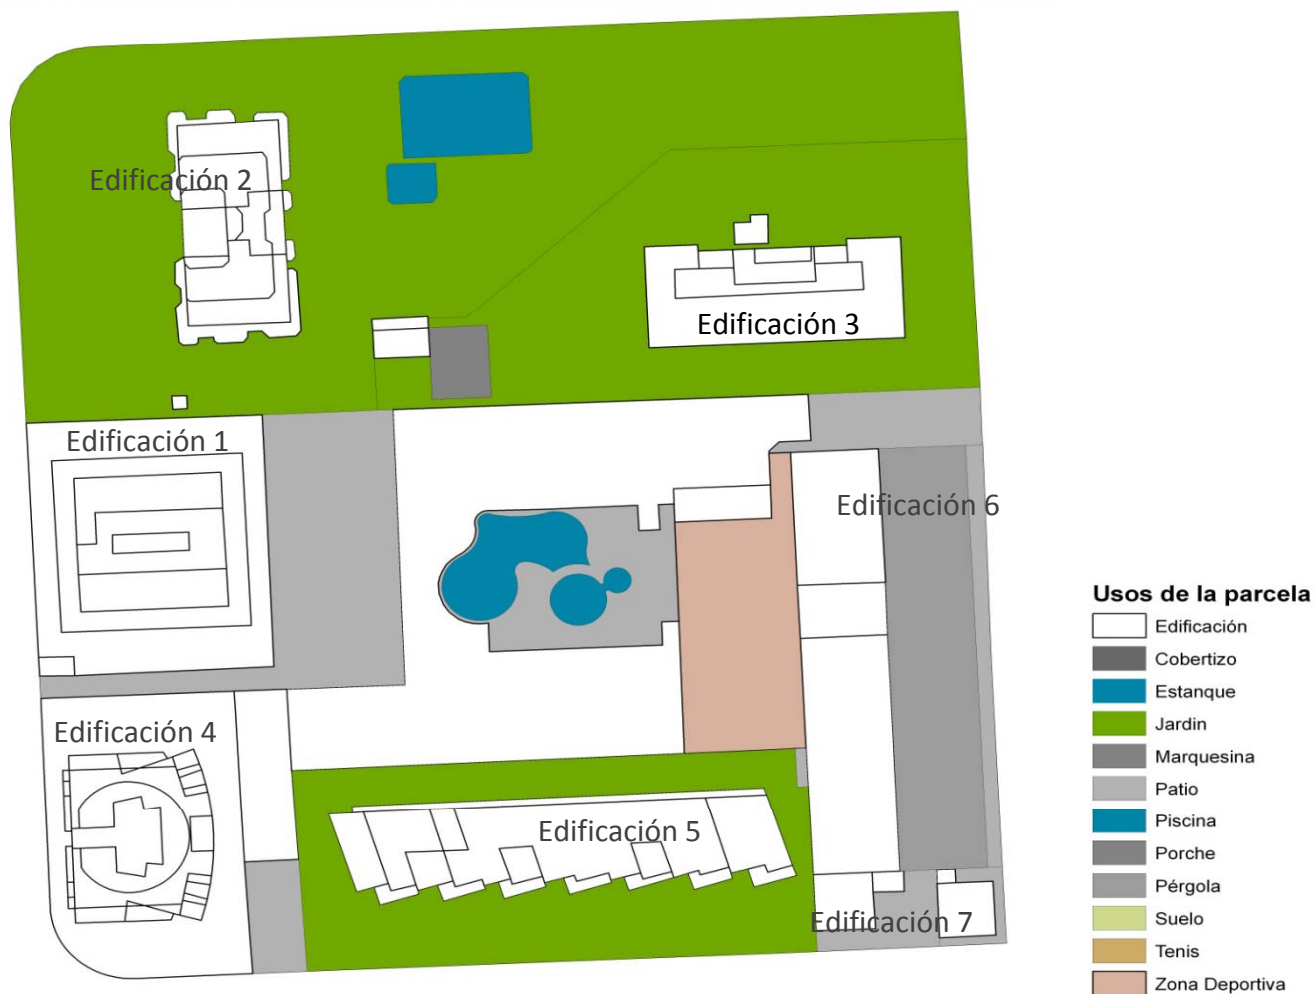 Edificación 2
Edificación 3
Edificación 1
Edificación 6
Edificación 4
Edificación 5
Edificación 7
Usos de la parcela
Edificación
Cobertizo
Estanque
Jardin
Marquesina
Patio
Piscina
Porche
Pérgola
Suelo
Tenis
Zona Deportiva